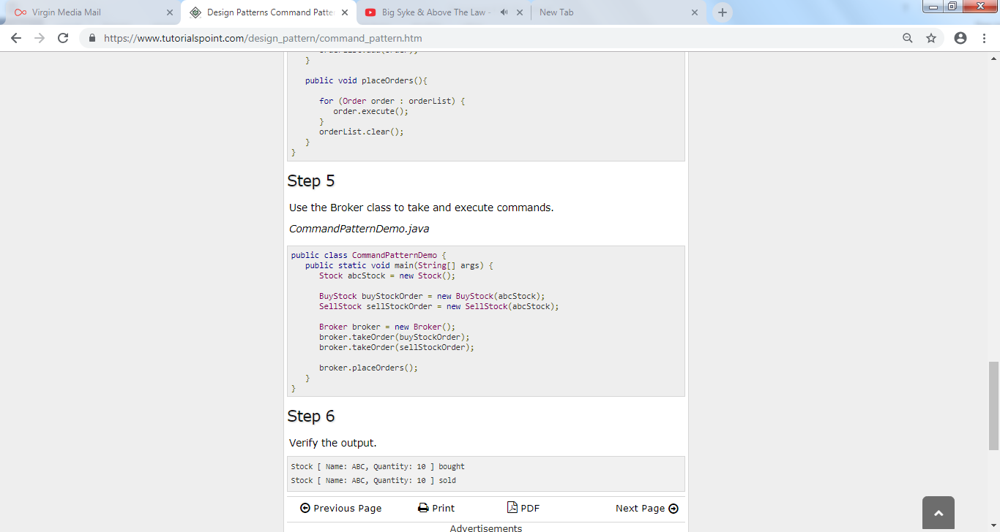 Virgin Media Mail
Design Patterns Command Patter
Big Syke & Above The Law -
New Tab
https://www.tutorialspoint.com/design_pattern/command_pattern.htm
}
public void placeOrders(){
for (Order order : orderList) {
order.execute();
}
orderList.clear();
}
}
Step 5
Use the Broker class to take and execute commands.
CommandPatternDemo.java
public class CommandPatternDemo {
public static void main(String[] args) {
Stock abcStock = new Stock();
BuyStock buyStockOrder = new BuyStock(abcStock);
SellStock sellStockOrder = new SellStock(abcStock);
Broker broker = new Broker();
broker.takeOrder(buyStockOrder);
broker.takeOrder(sellStockOrder);
broker.placeOrders();
}
}
Step 6
Verify the output.
Stock [ Name: ABC, Quantity: 10 ] bought
Stock [ Name: ABC, Quantity: 10 ] sold
Previous Page Print PDF Next Page
Advertisements